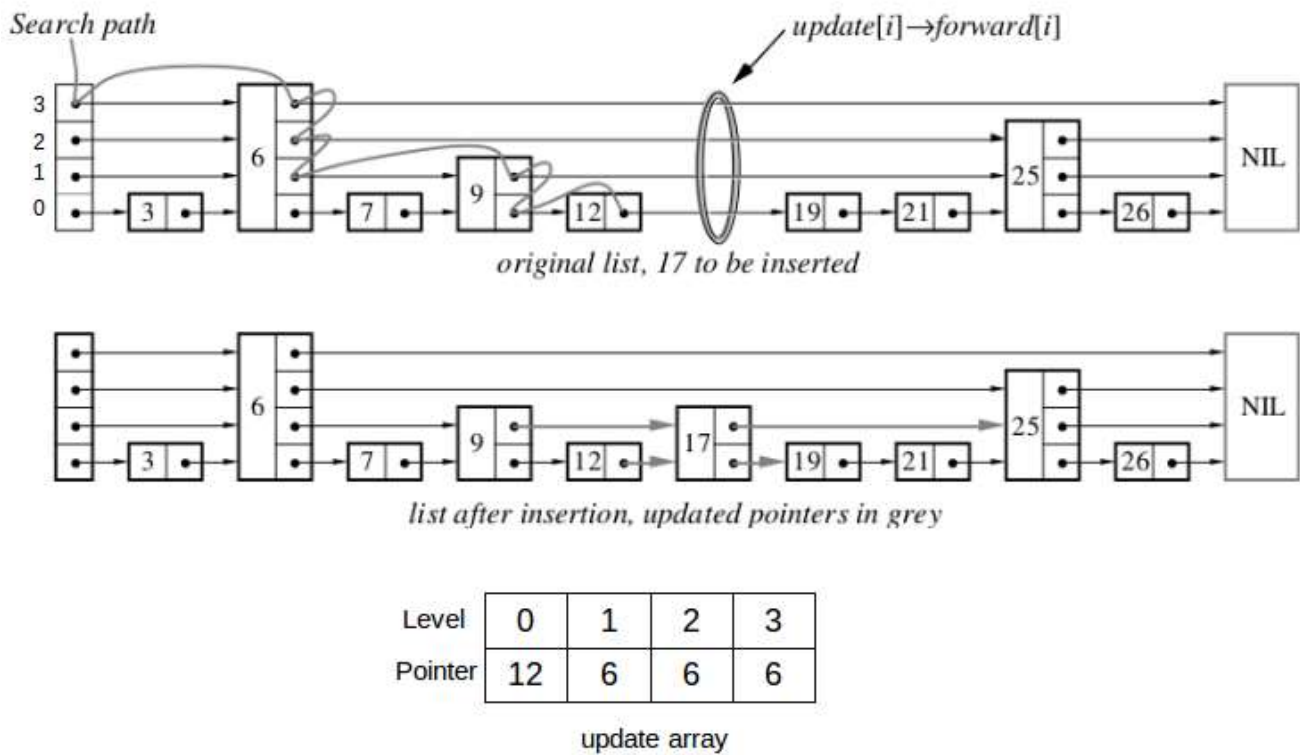 Search path
update[i]→forward[i]
3
2
1
0
3 6 7 9 12 19 21 25 26 NIL
original list, 17 to be inserted
3 6 7 9 12 17 19 21 25 26 NIL
list after insertion, updated pointers in grey
Level 0 1 2 3
Pointer 12 6 6 6
update array